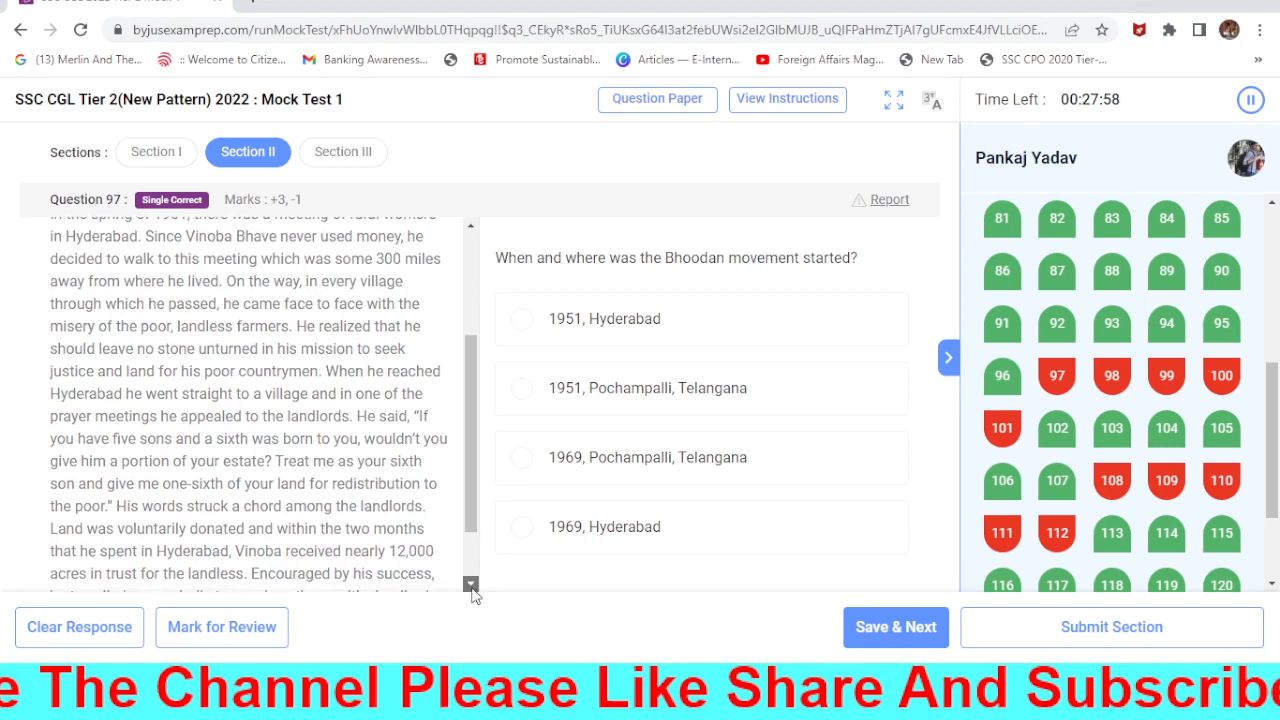 byjusexamprep.com/runMockTest/xFhUoYnwlvWlbbL0THqpqg!!$q3_CEkyR*sRo5_TiUKsxG64I3at2febUWsi2eI2GIbMUJ8_uQIFPaHmZTjAI7gUFcmxE4JfVLLciOE...
(13) Merlin And The...
:: Welcome to Citize...
Banking Awareness...
Promote Sustainabl...
Articles — E-Intern...
Foreign Affairs Mag...
New Tab
SSC CPO 2020 Tier-...
»
SSC CGL Tier 2(New Pattern) 2022 : Mock Test 1
Question Paper
View Instructions
Time Left : 00:27:58
Sections :
Section I
Section II
Section III
Pankaj Yadav
Question 97 :
Single Correct
Marks : +3, -1
Report
in Hyderabad. Since Vinoba Bhave never used money, he
decided to walk to this meeting which was some 300 miles
away from where he lived. On the way, in every village
through which he passed, he came face to face with the
misery of the poor, landless farmers. He realized that he
should leave no stone unturned in his mission to seek
justice and land for his poor countrymen. When he reached
Hyderabad he went straight to a village and in one of the
prayer meetings he appealed to the landlords. He said, “If
you have five sons and a sixth was born to you, wouldn’t you
give him a portion of your estate? Treat me as your sixth
son and give me one-sixth of your land for redistribution to
the poor.” His words struck a chord among the landlords.
Land was voluntarily donated and within the two months
that he spent in Hyderabad, Vinoba received nearly 12,000
acres in trust for the landless. Encouraged by his success,
When and where was the Bhoodan movement started?
1951, Hyderabad
1951, Pochampalli, Telangana
1969, Pochampalli, Telangana
1969, Hyderabad
81 82 83 84 85
86 87 88 89 90
91 92 93 94 95
96 97 98 99 100
101 102 103 104 105
106 107 108 109 110
111 112 113 114 115
116 117 118 119 120
Clear Response
Mark for Review
Save & Next
Submit Section
e The Channel Please Like Share And Subscribe